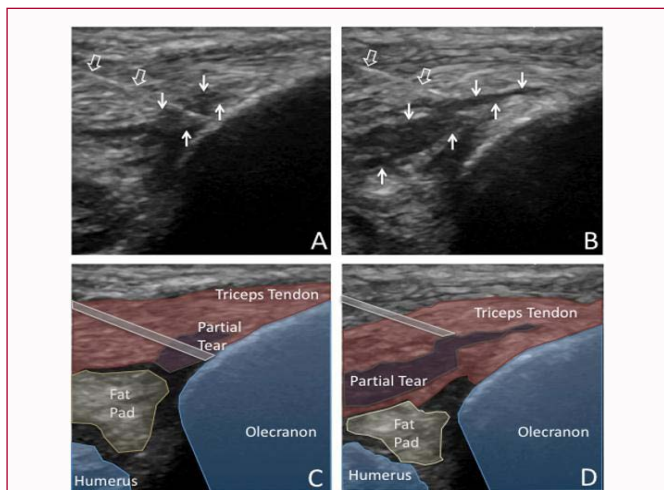 A
B
Triceps Tendon
Partial
Tear
Fat
Pad
Olecranon
Humerus
C
Triceps Tendon
Partial Tear
Fat
Pad
Olecranon
Humerus
D